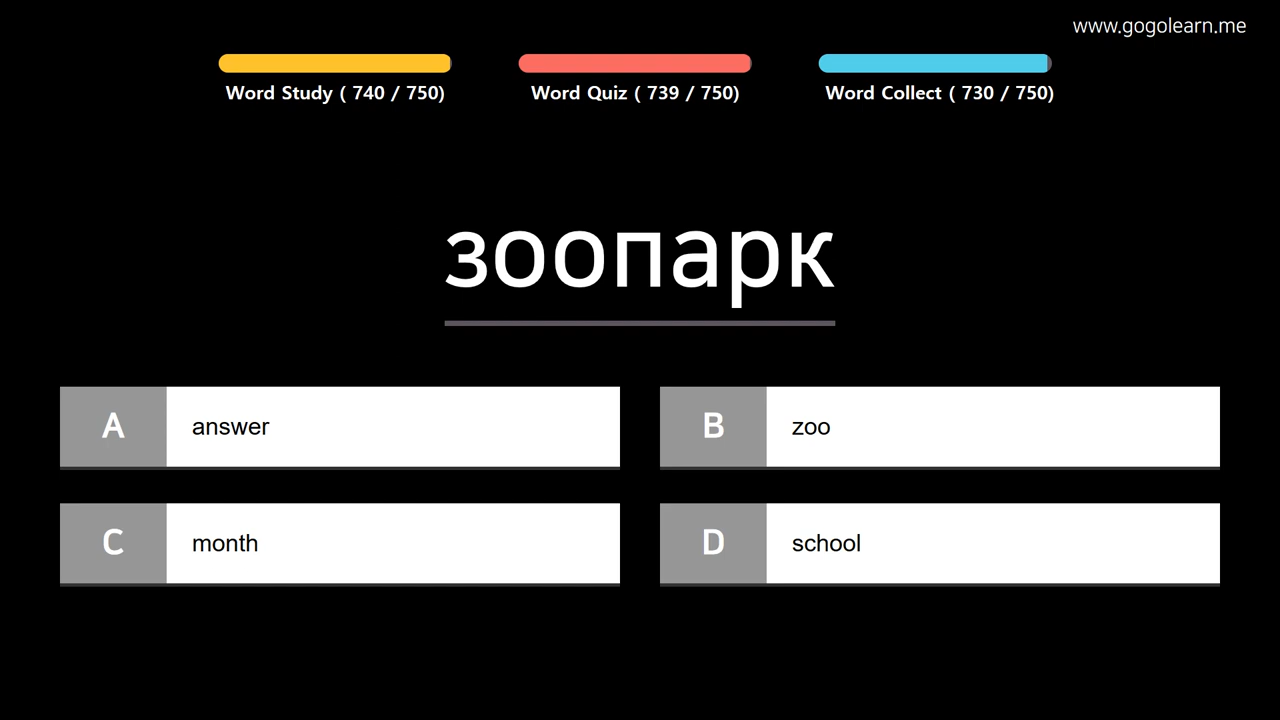 www.gogolearn.me
Word Study ( 740 / 750)
Word Quiz ( 739 / 750)
Word Collect ( 730 / 750)
зоопарк
A answer
B zoo
C month
D school